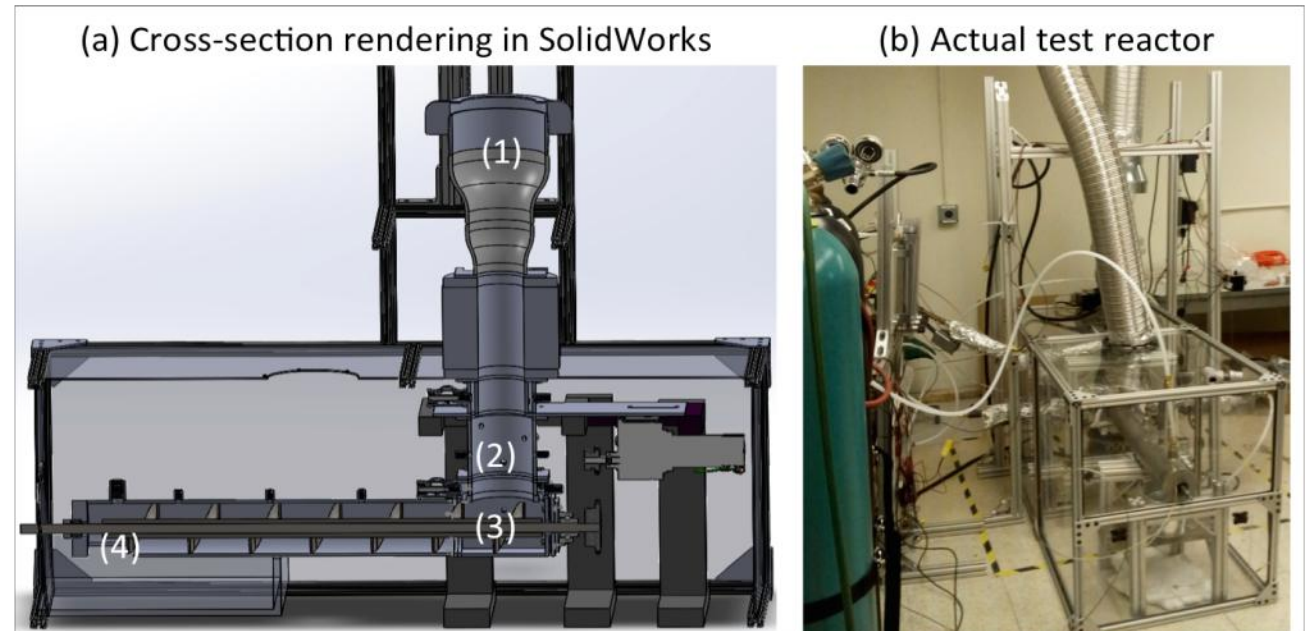 (a) Cross-section rendering in SolidWorks
(b) Actual test reactor
(1)
(2)
(3)
(4)